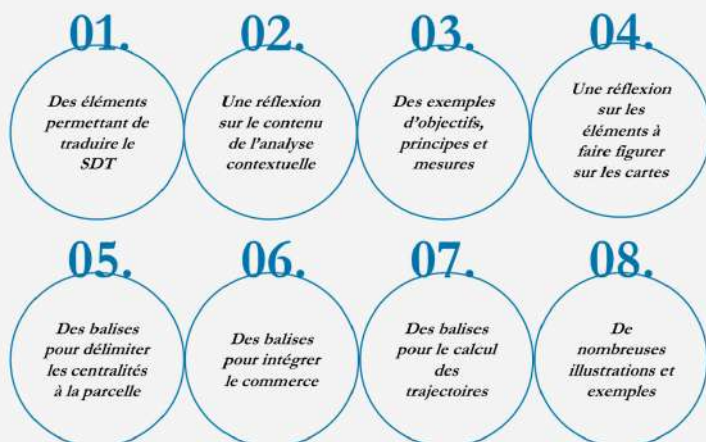 01.
Des éléments
permettant de
traduire le
SDT
02.
Une réflexion
sur le contenu
de l'analyse
contextuelle
03.
Des exemples
d'objectifs,
principes et
mesures
04.
Une réflexion
sur les
éléments à
faire figurer
sur les cartes
05.
Des balises
pour délimiter
les centralités
à la parcelle
06.
Des balises
pour intégrer
le commerce
07.
Des balises
pour le calcul
des
trajectoires
08.
De
nombreuses
illustrations et
exemples